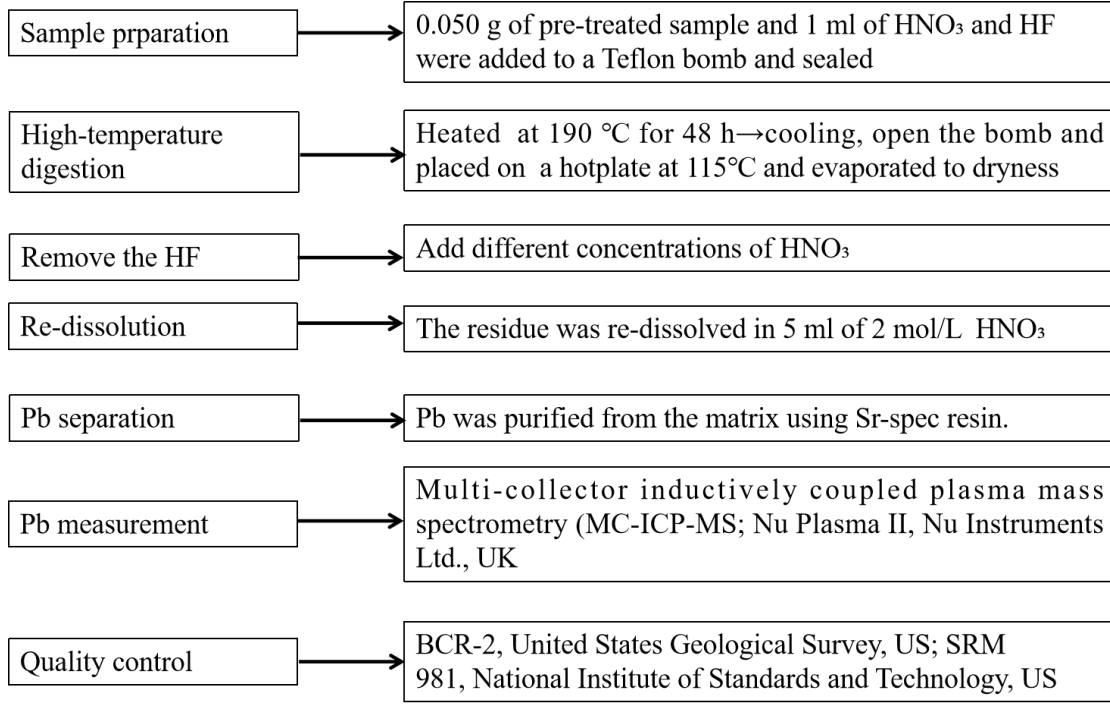 Sample prparation
0.050 g of pre-treated sample and 1 ml of HNO₃ and HF
were added to a Teflon bomb and sealed
High-temperature
digestion
Heated at 190 ℃ for 48 h→cooling, open the bomb and
placed on a hotplate at 115℃ and evaporated to dryness
Remove the HF
Add different concentrations of HNO₃
Re-dissolution
The residue was re-dissolved in 5 ml of 2 mol/L HNO₃
Pb separation
Pb was purified from the matrix using Sr-spec resin.
Pb measurement
Multi-collector inductively coupled plasma mass
spectrometry (MC-ICP-MS; Nu Plasma II, Nu Instruments
Ltd., UK
Quality control
BCR-2, United States Geological Survey, US; SRM
981, National Institute of Standards and Technology, US